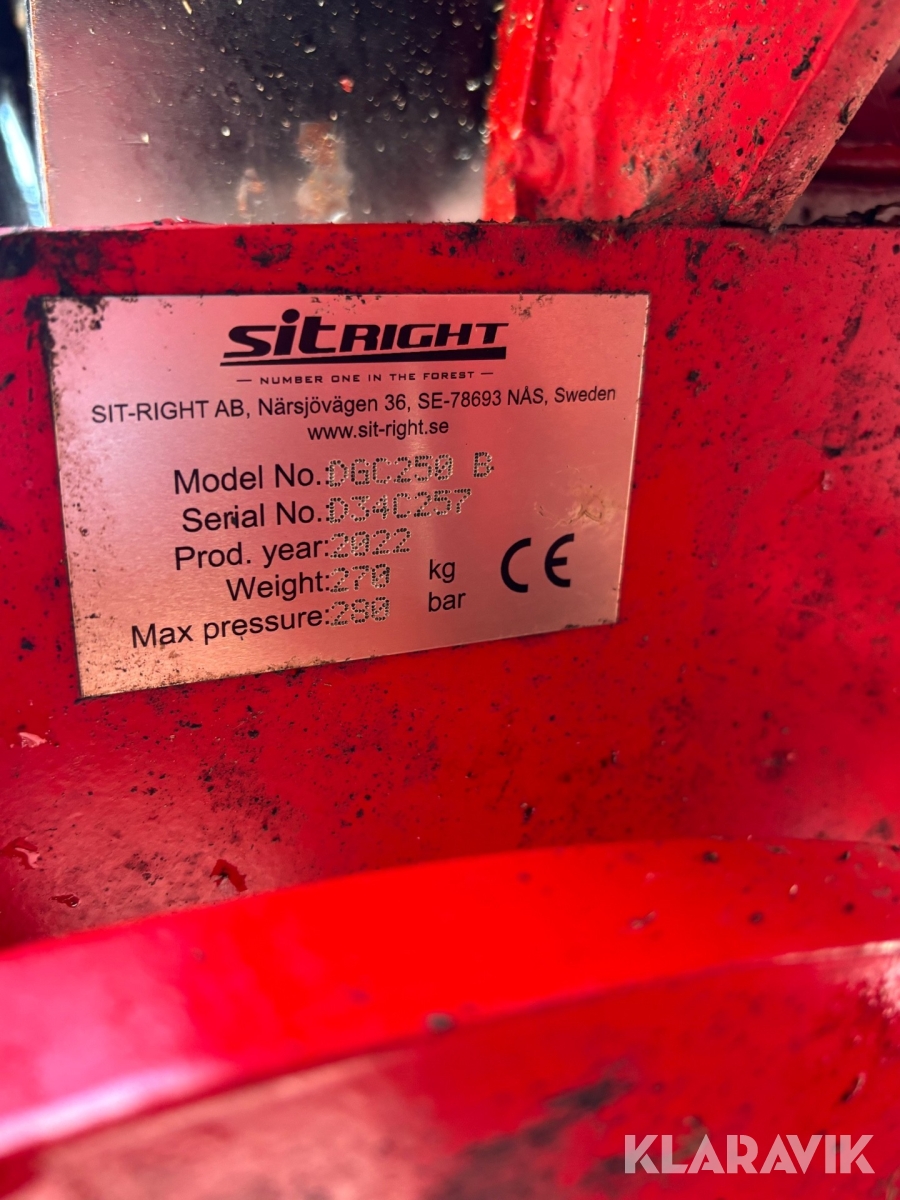 sitRIGHT
— NUMBER ONE IN THE FOREST —
SIT-RIGHT AB, Närsjövägen 36, SE-78693 NÅS, Sweden
www.sit-right.se
Model No.:DGC250 B
Serial No.:D34C257
Prod. year:2022
Weight:270 kg
Max pressure:280 bar
CE
KLARAVIK